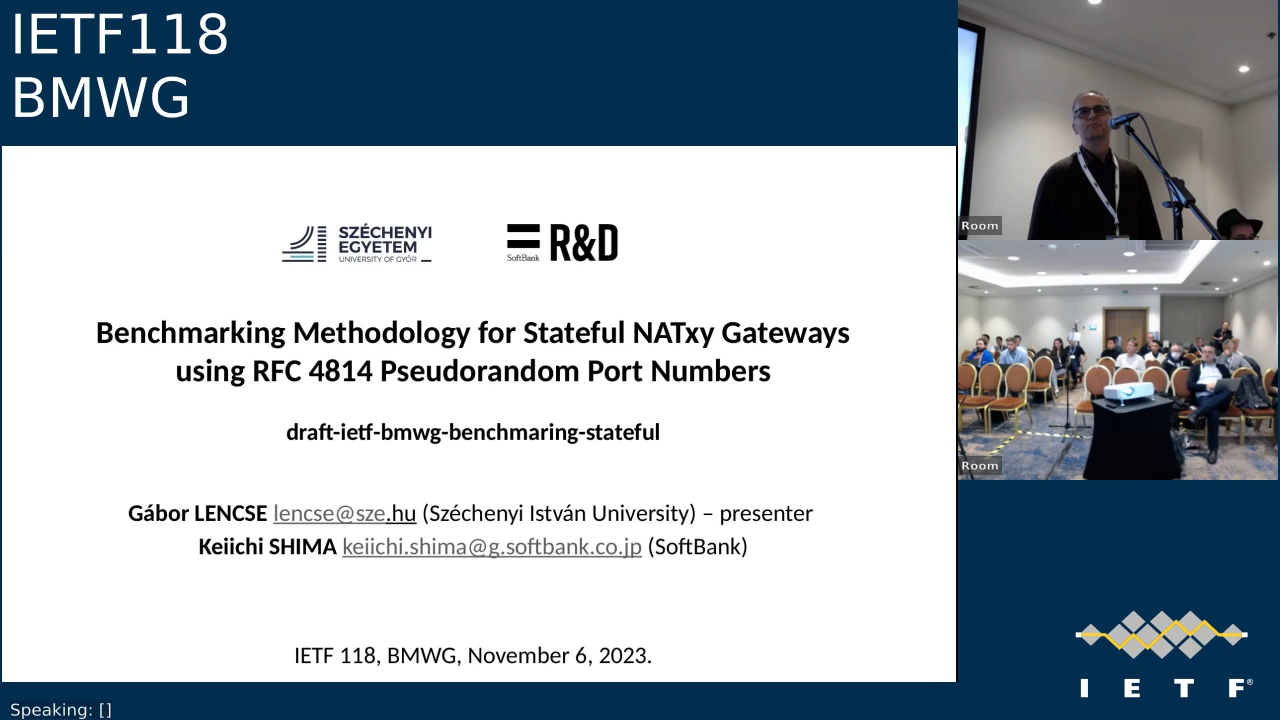 IETF118
BMWG
SZÉCHENYI
EGYETEM
UNIVERSITY OF GYŐR
SoftBank
R&D
Benchmarking Methodology for Stateful NATxy Gateways
using RFC 4814 Pseudorandom Port Numbers
draft-ietf-bmwg-benchmaring-stateful
Gábor LENCSE lencse@sze.hu (Széchenyi István University) – presenter
Keiichi SHIMA keiichi.shima@g.softbank.co.jp (SoftBank)
IETF 118, BMWG, November 6, 2023.
Room
Room
I E T F®
Speaking: []